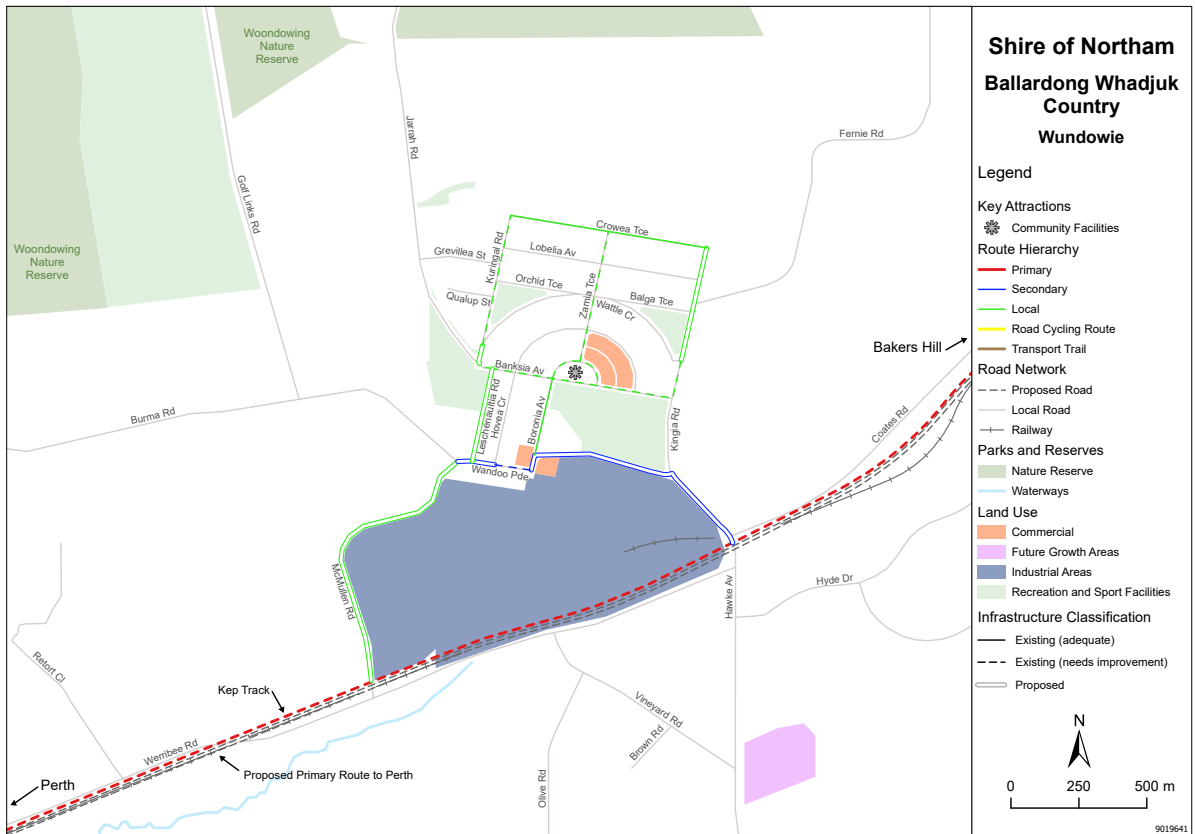 Woondowing
Nature
Reserve
Woondowing
Nature
Reserve
Jarrah Rd
Golf Links Rd
Fernie Rd
Crowea Tce
Kuringal Rd
Lobelia Av
Grevillea St
Orchid Tce
Qualup St
Zamia Tce
Balga Tce
Wattle Cr
Banksia Av
Leschenaultia Rd
Hovea Cr
Boronia Av
Kingia Rd
Wandoo Pde
Burma Rd
Bakers Hill
Coates Rd
McMullen Rd
Hawke Av
Hyde Dr
Retort Cl
Kep Track
Werribee Rd
Proposed Primary Route to Perth
Perth
Vineyard Rd
Brown Rd
Olive Rd
Shire of Northam
Ballardong Whadjuk
Country
Wundowie
Legend
Key Attractions
Community Facilities
Route Hierarchy
Primary
Secondary
Local
Road Cycling Route
Transport Trail
Road Network
Proposed Road
Local Road
Railway
Parks and Reserves
Nature Reserve
Waterways
Land Use
Commercial
Future Growth Areas
Industrial Areas
Recreation and Sport Facilities
Infrastructure Classification
Existing (adequate)
Existing (needs improvement)
Proposed
N
0 250 500 m
9019641